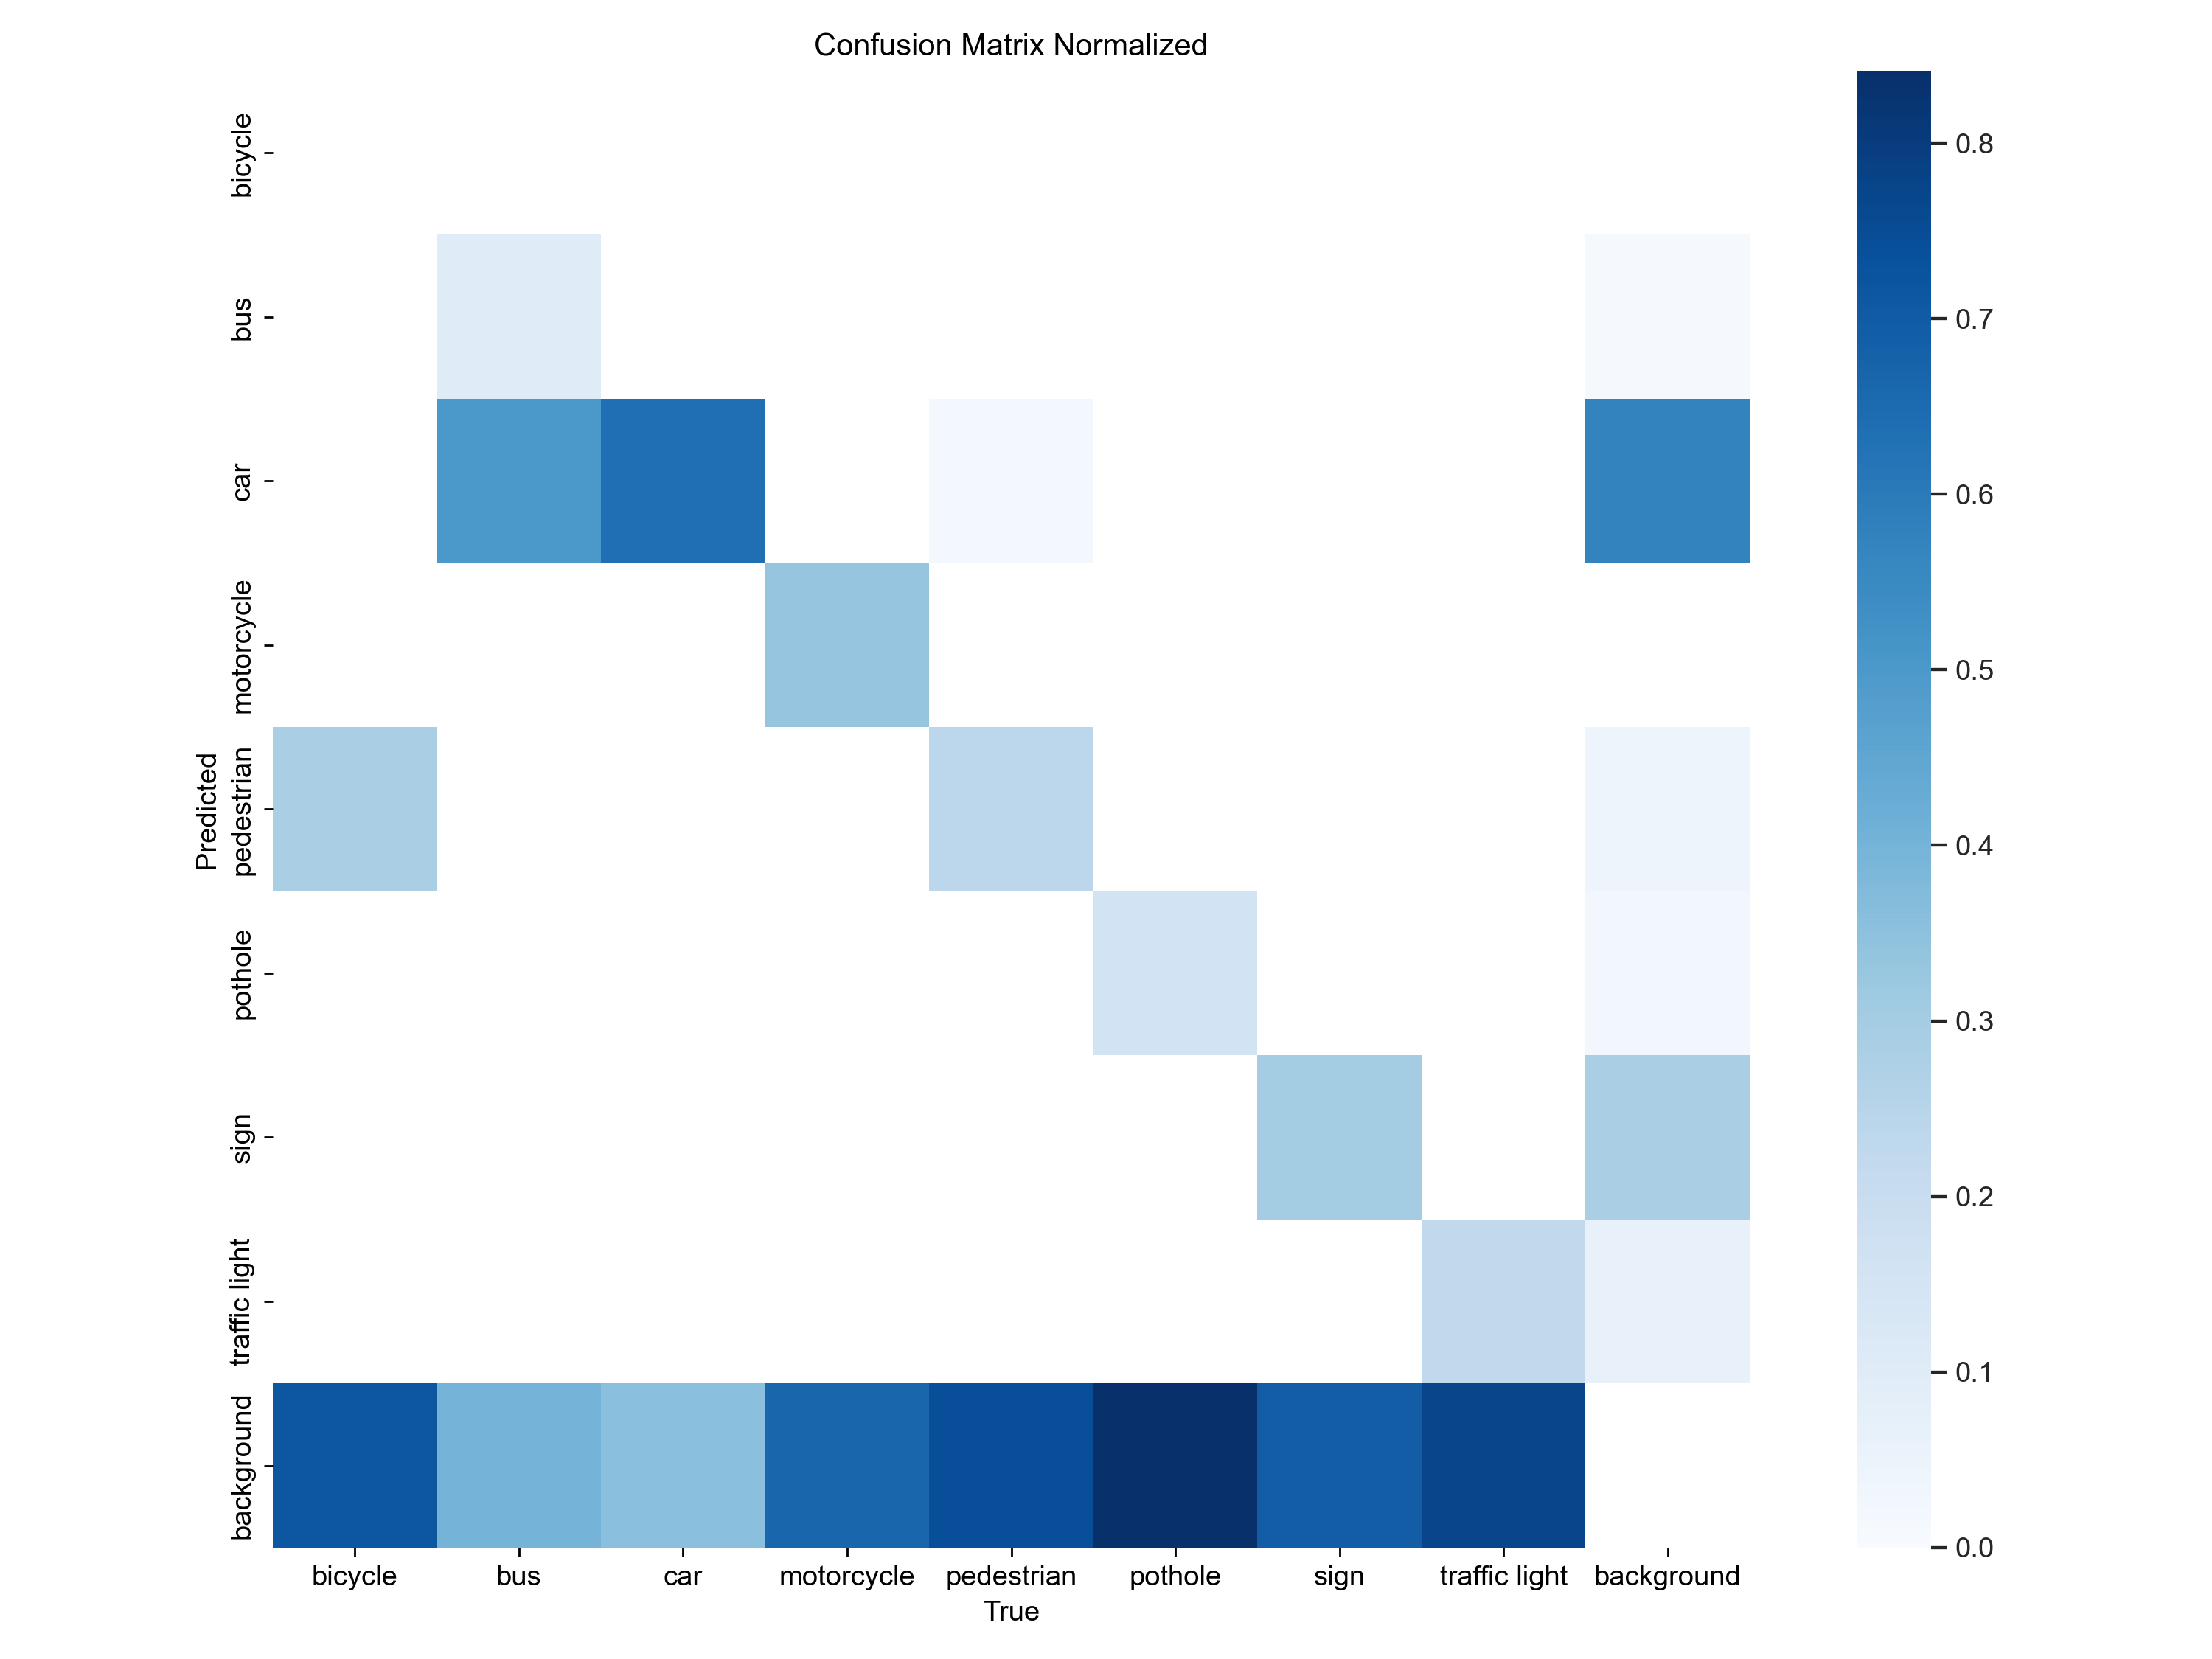 Confusion Matrix Normalized
Predicted
bicycle
bus
car
motorcycle
pedestrian
pothole
sign
traffic light
background
bicycle bus car motorcycle pedestrian pothole sign traffic light background
True
0.8
0.7
0.6
0.5
0.4
0.3
0.2
0.1
0.0